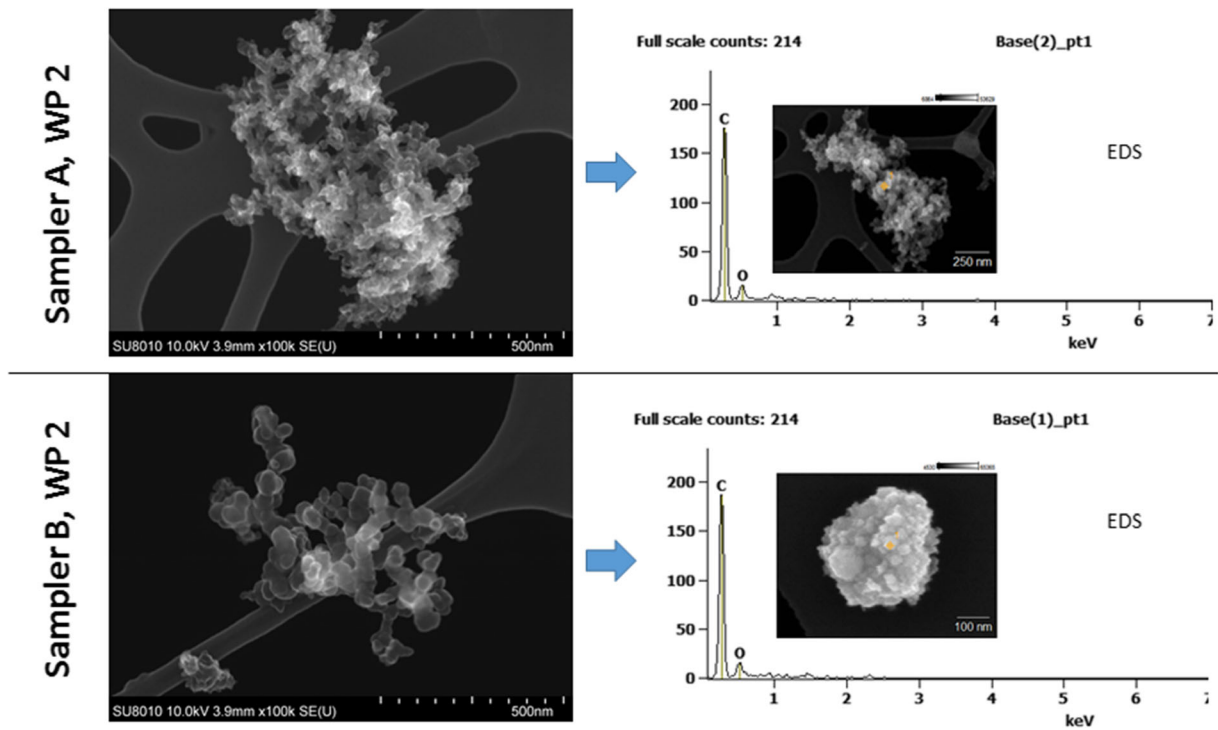 Sampler A, WP 2
SU8010 10.0kV 3.9mm x100k SE(U)
500nm
Full scale counts: 214
Base(2)_pt1
200
150
100
50
0
C
O
250 nm
EDS
1 2 3 4 5 6 7
keV
Sampler B, WP 2
SU8010 10.0kV 3.9mm x100k SE(U)
500nm
Full scale counts: 214
Base(1)_pt1
200
150
100
50
0
C
O
100 nm
EDS
1 2 3 4 5 6 7
keV